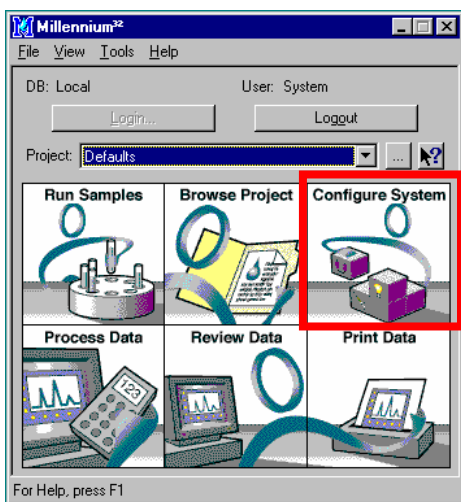 Millennium³²
File View Tools Help
DB: Local User: System
Login... Logout
Project: Defaults ... ?
Run Samples Browse Project Configure System
123
Process Data Review Data Print Data
For Help, press F1